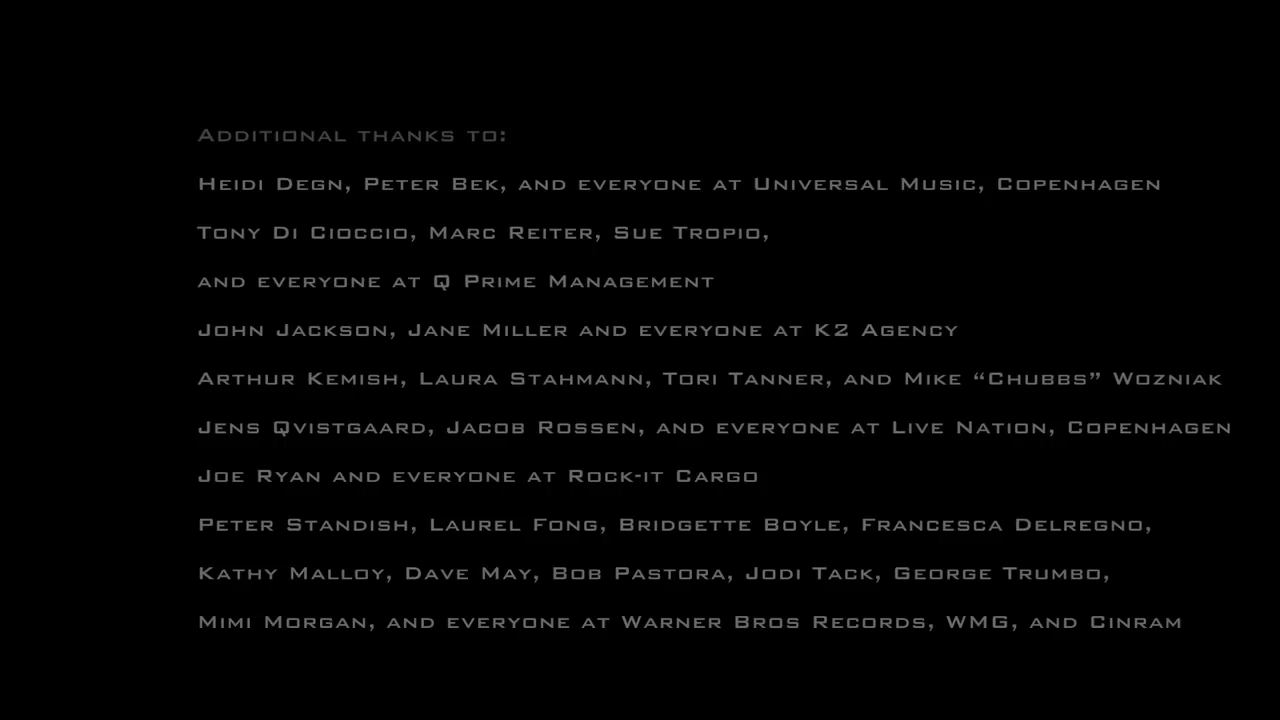 Additional thanks to:
Heidi Degn, Peter Bek, and everyone at Universal Music, Copenhagen
Tony Di Cioccio, Marc Reiter, Sue Tropio,
and everyone at Q Prime Management
John Jackson, Jane Miller and everyone at K2 Agency
Arthur Kemish, Laura Stahmann, Tori Tanner, and Mike “Chubbs” Wozniak
Jens Qvistgaard, Jacob Rossen, and everyone at Live Nation, Copenhagen
Joe Ryan and everyone at Rock-it Cargo
Peter Standish, Laurel Fong, Bridgette Boyle, Francesca Delregno,
Kathy Malloy, Dave May, Bob Pastora, Jodi Tack, George Trumbo,
Mimi Morgan, and everyone at Warner Bros Records, WMG, and Cinram